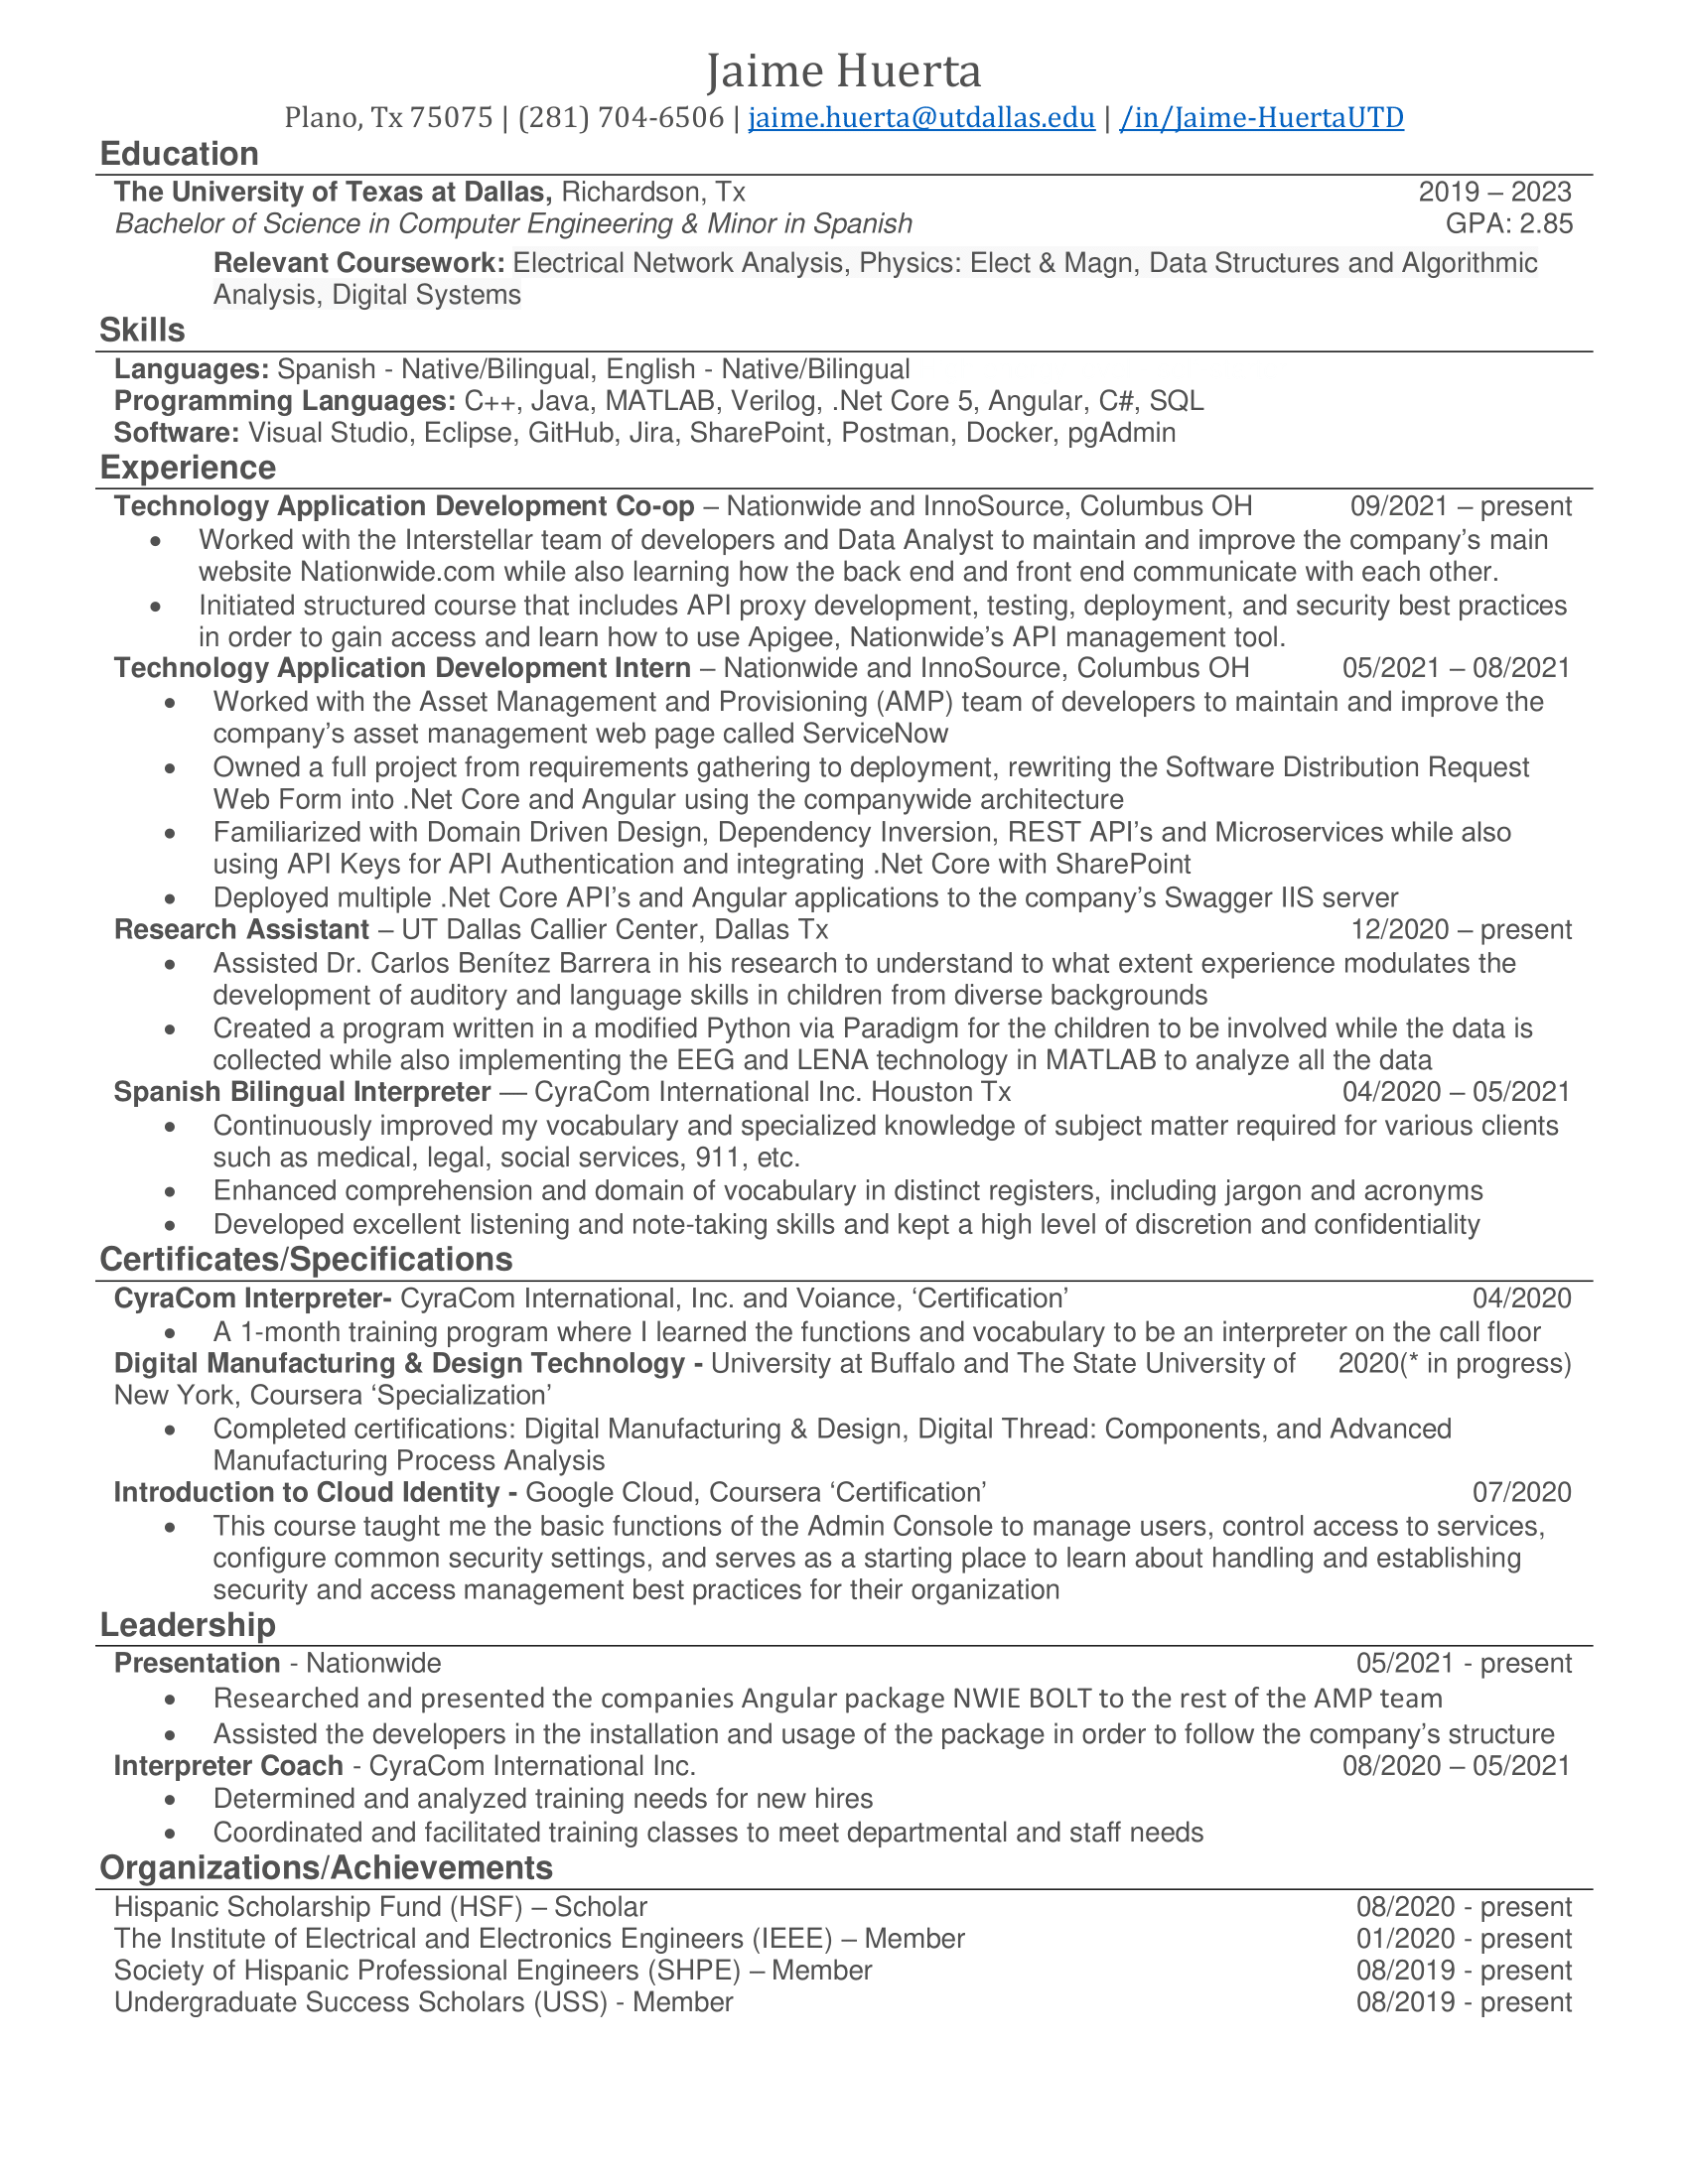 Jaime Huerta
Plano, Tx 75075 | (281) 704-6506 | jaime.huerta@utdallas.edu | /in/Jaime-HuertaUTD
Education
The University of Texas at Dallas, Richardson, Tx 2019 – 2023
Bachelor of Science in Computer Engineering & Minor in Spanish GPA: 2.85
Relevant Coursework: Electrical Network Analysis, Physics: Elect & Magn, Data Structures and Algorithmic
Analysis, Digital Systems
Skills
Languages: Spanish - Native/Bilingual, English - Native/Bilingual
Programming Languages: C++, Java, MATLAB, Verilog, .Net Core 5, Angular, C#, SQL
Software: Visual Studio, Eclipse, GitHub, Jira, SharePoint, Postman, Docker, pgAdmin
Experience
Technology Application Development Co-op – Nationwide and InnoSource, Columbus OH 09/2021 – present
• Worked with the Interstellar team of developers and Data Analyst to maintain and improve the company’s main
website Nationwide.com while also learning how the back end and front end communicate with each other.
• Initiated structured course that includes API proxy development, testing, deployment, and security best practices
in order to gain access and learn how to use Apigee, Nationwide’s API management tool.
Technology Application Development Intern – Nationwide and InnoSource, Columbus OH 05/2021 – 08/2021
• Worked with the Asset Management and Provisioning (AMP) team of developers to maintain and improve the
company’s asset management web page called ServiceNow
• Owned a full project from requirements gathering to deployment, rewriting the Software Distribution Request
Web Form into .Net Core and Angular using the companywide architecture
• Familiarized with Domain Driven Design, Dependency Inversion, REST API’s and Microservices while also
using API Keys for API Authentication and integrating .Net Core with SharePoint
• Deployed multiple .Net Core API’s and Angular applications to the company’s Swagger IIS server
Research Assistant – UT Dallas Callier Center, Dallas Tx 12/2020 – present
• Assisted Dr. Carlos Benítez Barrera in his research to understand to what extent experience modulates the
development of auditory and language skills in children from diverse backgrounds
• Created a program written in a modified Python via Paradigm for the children to be involved while the data is
collected while also implementing the EEG and LENA technology in MATLAB to analyze all the data
Spanish Bilingual Interpreter — CyraCom International Inc. Houston Tx 04/2020 – 05/2021
• Continuously improved my vocabulary and specialized knowledge of subject matter required for various clients
such as medical, legal, social services, 911, etc.
• Enhanced comprehension and domain of vocabulary in distinct registers, including jargon and acronyms
• Developed excellent listening and note-taking skills and kept a high level of discretion and confidentiality
Certificates/Specifications
CyraCom Interpreter- CyraCom International, Inc. and Voiance, ‘Certification’ 04/2020
• A 1-month training program where I learned the functions and vocabulary to be an interpreter on the call floor
Digital Manufacturing & Design Technology - University at Buffalo and The State University of 2020(* in progress)
New York, Coursera ‘Specialization’
• Completed certifications: Digital Manufacturing & Design, Digital Thread: Components, and Advanced
Manufacturing Process Analysis
Introduction to Cloud Identity - Google Cloud, Coursera ‘Certification’ 07/2020
• This course taught me the basic functions of the Admin Console to manage users, control access to services,
configure common security settings, and serves as a starting place to learn about handling and establishing
security and access management best practices for their organization
Leadership
Presentation - Nationwide 05/2021 - present
• Researched and presented the companies Angular package NWIE BOLT to the rest of the AMP team
• Assisted the developers in the installation and usage of the package in order to follow the company’s structure
Interpreter Coach - CyraCom International Inc. 08/2020 – 05/2021
• Determined and analyzed training needs for new hires
• Coordinated and facilitated training classes to meet departmental and staff needs
Organizations/Achievements
Hispanic Scholarship Fund (HSF) – Scholar 08/2020 - present
The Institute of Electrical and Electronics Engineers (IEEE) – Member 01/2020 - present
Society of Hispanic Professional Engineers (SHPE) – Member 08/2019 - present
Undergraduate Success Scholars (USS) - Member 08/2019 - present